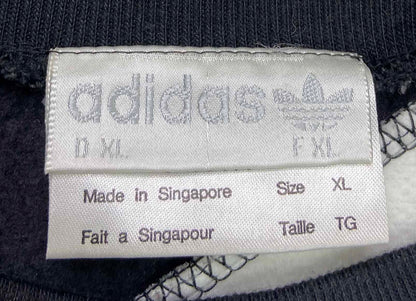 adidas
D XL F XL
Made in Singapore Size XL
Fait a Singapour Taille TG